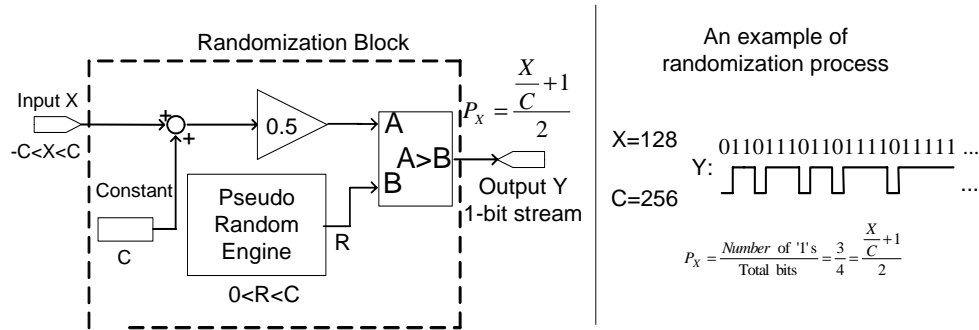 Randomization Block
Input X
-C<X<C
+
+
0.5
Constant
C
Pseudo
Random
Engine
R
0<R<C
A
A>B
B
P_X = (X/C + 1)/2
Output Y
1-bit stream
An example of
randomization process
X=128
C=256
Y:
011011101101111011111 ...
...
P_X = Number of '1's / Total bits = 3/4 = (X/C + 1)/2